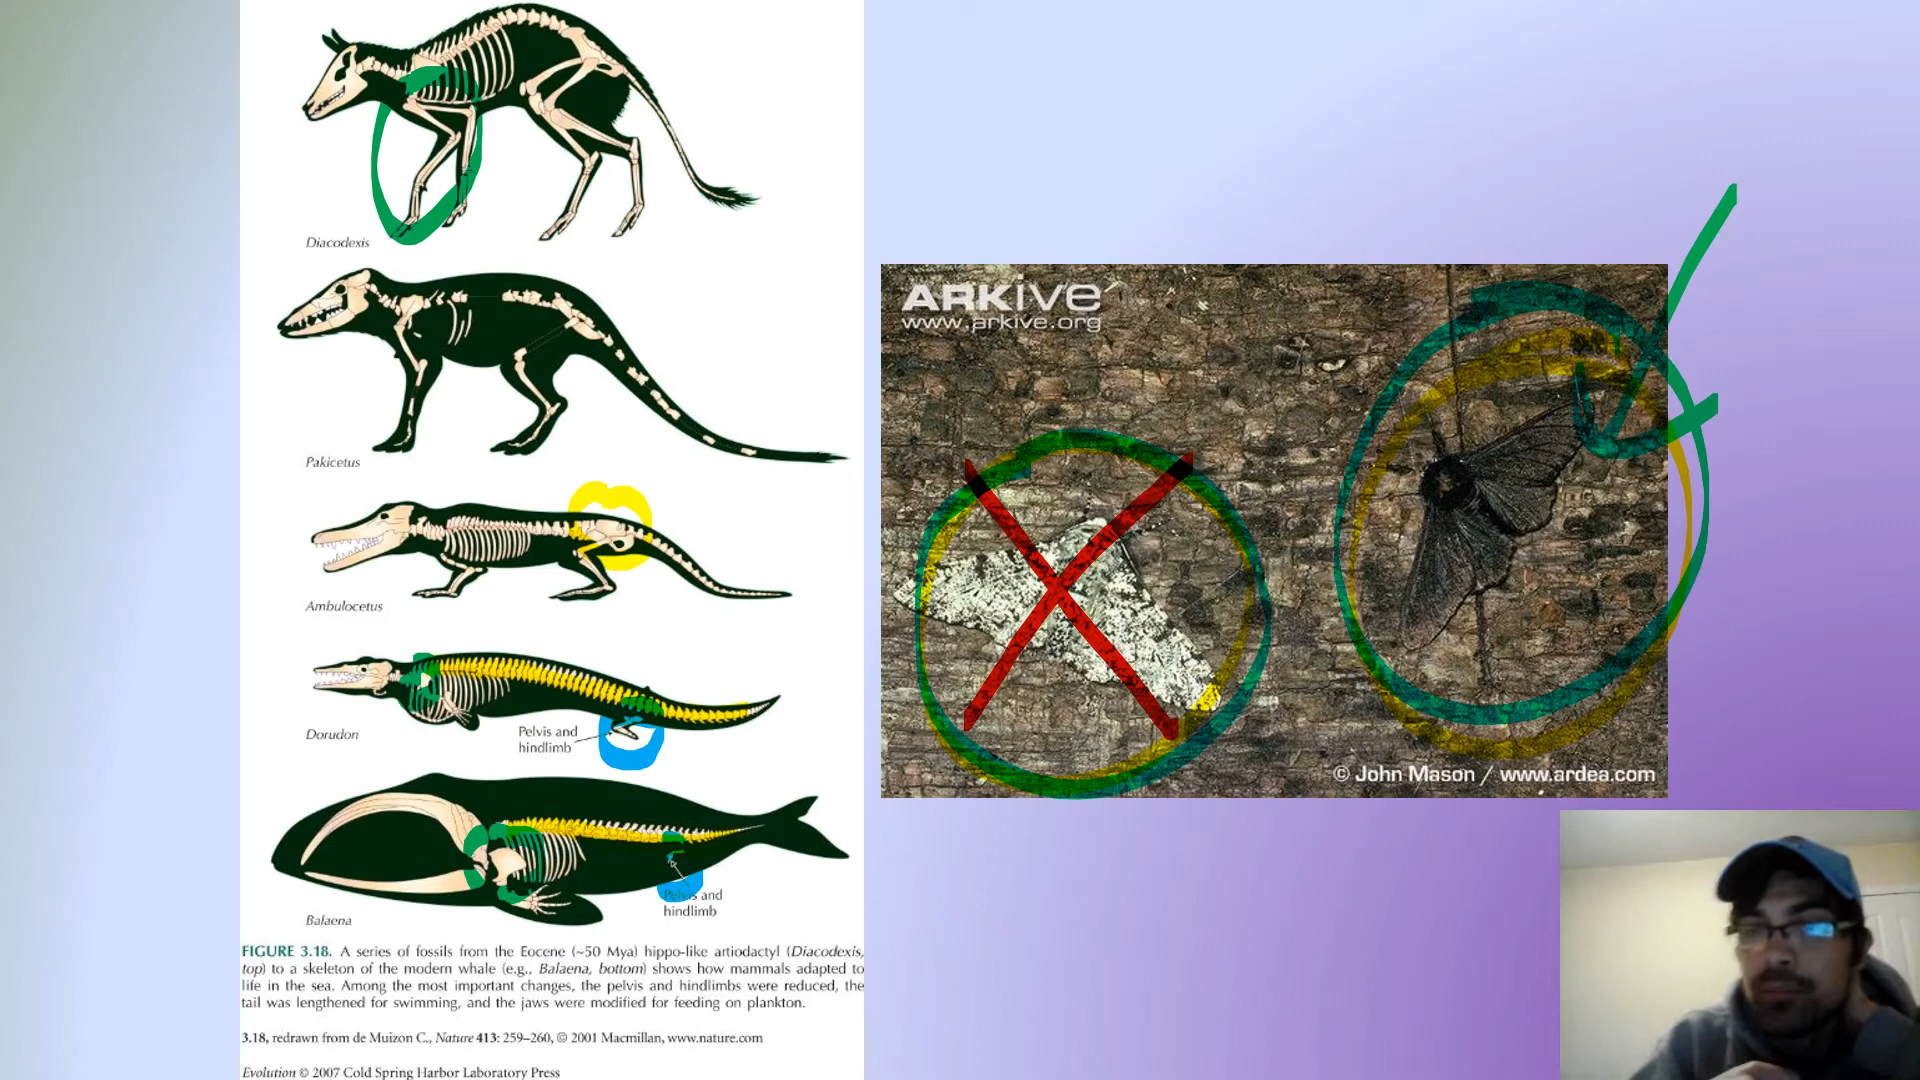 Diacodexis
Pakicetus
Ambulocetus
Dorudon
Pelvis and
hindlimb
Balaena
Pelvis and
hindlimb
FIGURE 3.18. A series of fossils from the Eocene (~50 Mya) hippo-like artiodactyl (Diacodexis,
top) to a skeleton of the modern whale (e.g., Balaena, bottom) shows how mammals adapted to
life in the sea. Among the most important changes, the pelvis and hindlimbs were reduced, the
tail was lengthened for swimming, and the jaws were modified for feeding on plankton.
3.18, redrawn from de Muizon C., Nature 413: 259–260, © 2001 Macmillan, www.nature.com
Evolution © 2007 Cold Spring Harbor Laboratory Press
ARKive
www.arkive.org
© John Mason / www.ardea.com